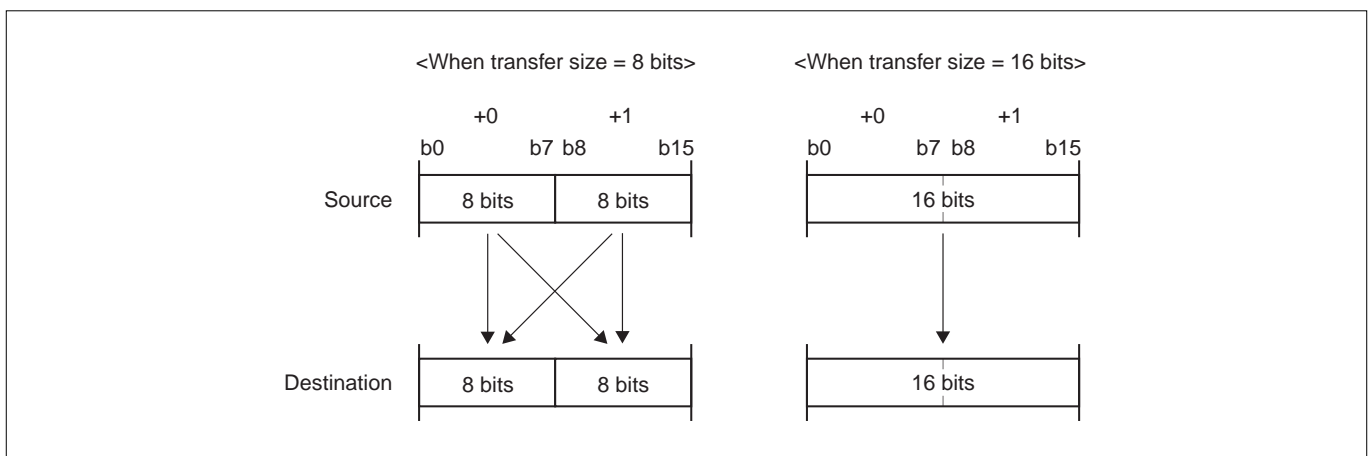 <When transfer size = 8 bits> <When transfer size = 16 bits>
+0 +1 +0 +1
b0 b7 b8 b15 b0 b7 b8 b15
Source 8 bits 8 bits 16 bits
Destination 8 bits 8 bits 16 bits